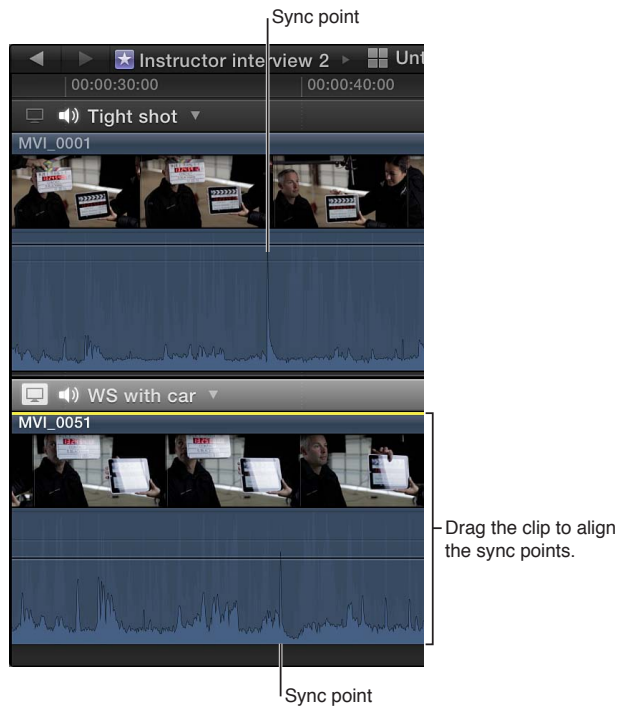 Sync point
Instructor interview 2
Unt
00:00:30:00
00:00:40:00
Tight shot
MVI_0001
WS with car
MVI_0051
Drag the clip to align
the sync points.
Sync point